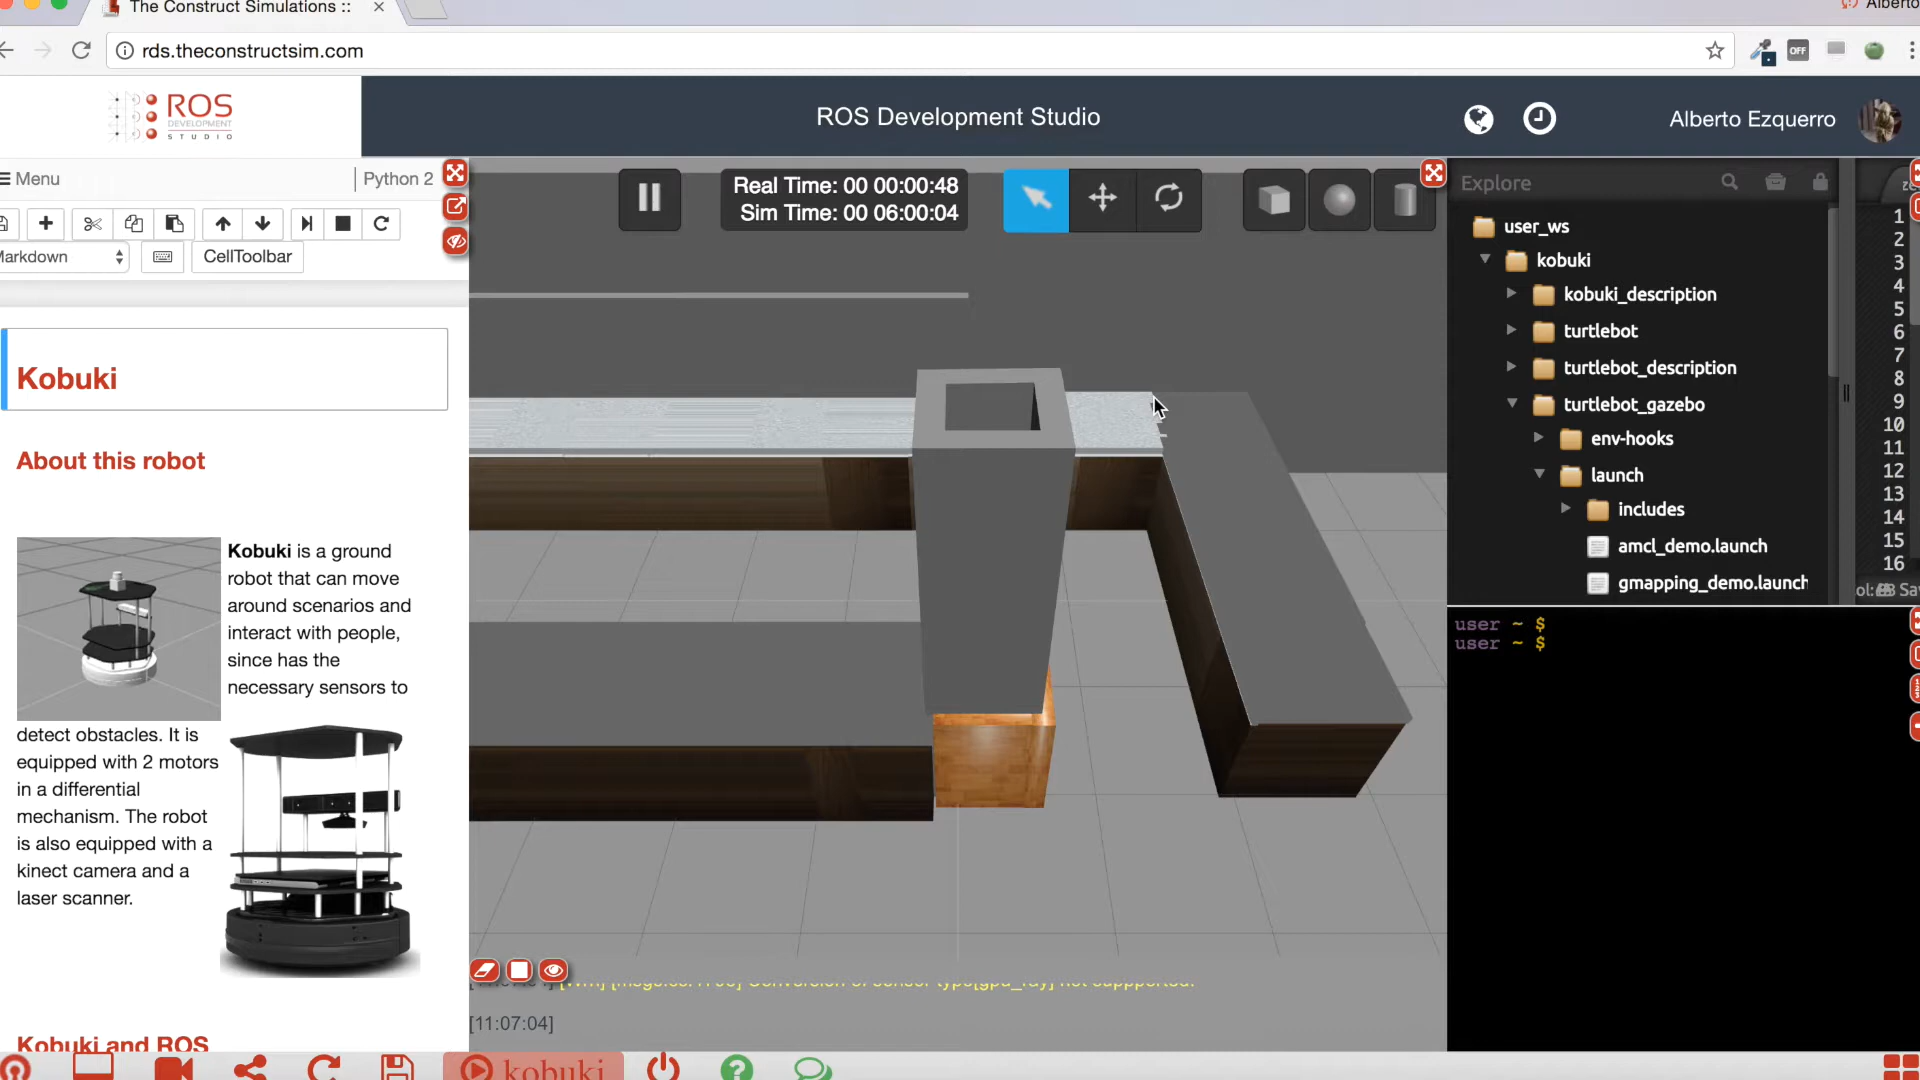 The Construct Simulations ::
Alberto
rds.theconstructsim.com
OFF
ROS
DEVELOPMENT
STUDIO
ROS Development Studio
Alberto Ezquerro
Menu
Python 2
Markdown
CellToolbar
Kobuki
About this robot
Kobuki is a ground
robot that can move
around scenarios and
interact with people,
since has the
necessary sensors to
detect obstacles. It is
equipped with 2 motors
in a differential
mechanism. The robot
is also equipped with a
kinect camera and a
laser scanner.
Kobuki and ROS
Real Time: 00 00:00:48
Sim Time: 00 06:00:04
[11:07:04]
kobuki
Explore
user_ws
kobuki
kobuki_description
turtlebot
turtlebot_description
turtlebot_gazebo
env-hooks
launch
includes
amcl_demo.launch
gmapping_demo.launch
1
2
3
4
5
6
7
8
9
10
11
12
13
14
15
16
user ~ $
user ~ $